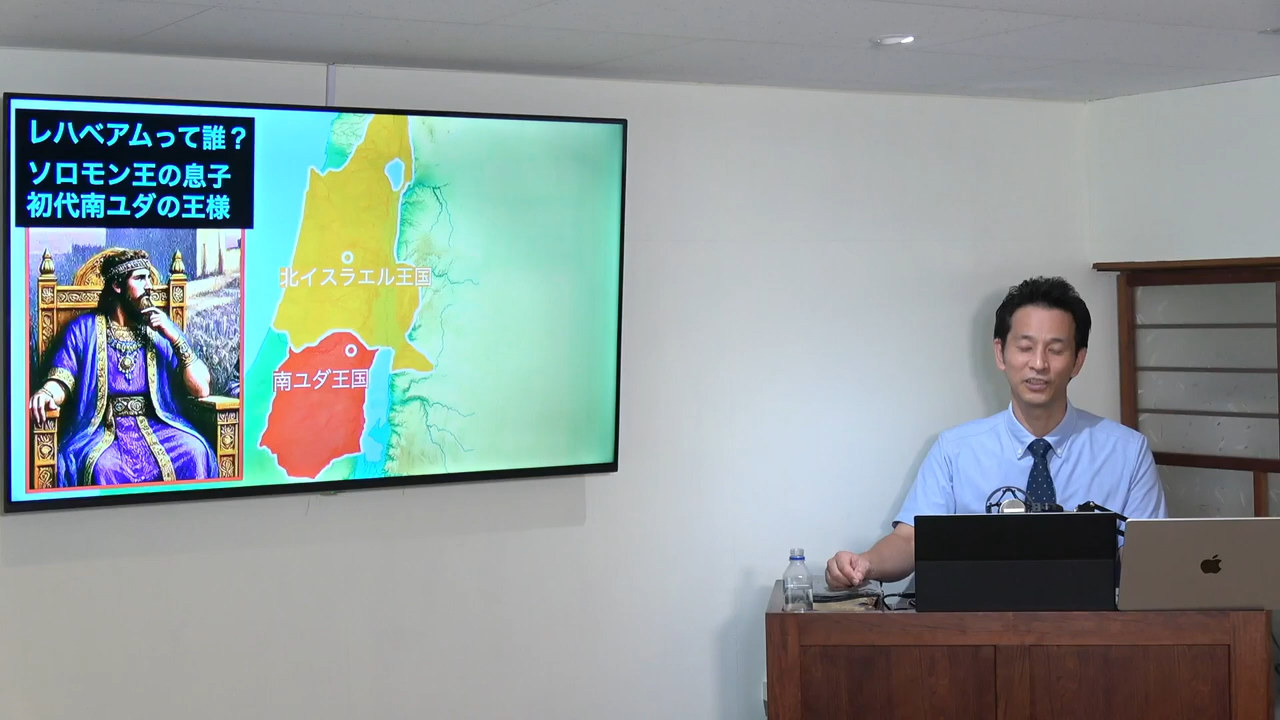 レハベアムって誰？
ソロモン王の息子
初代南ユダの王様
北イスラエル王国
南ユダ王国